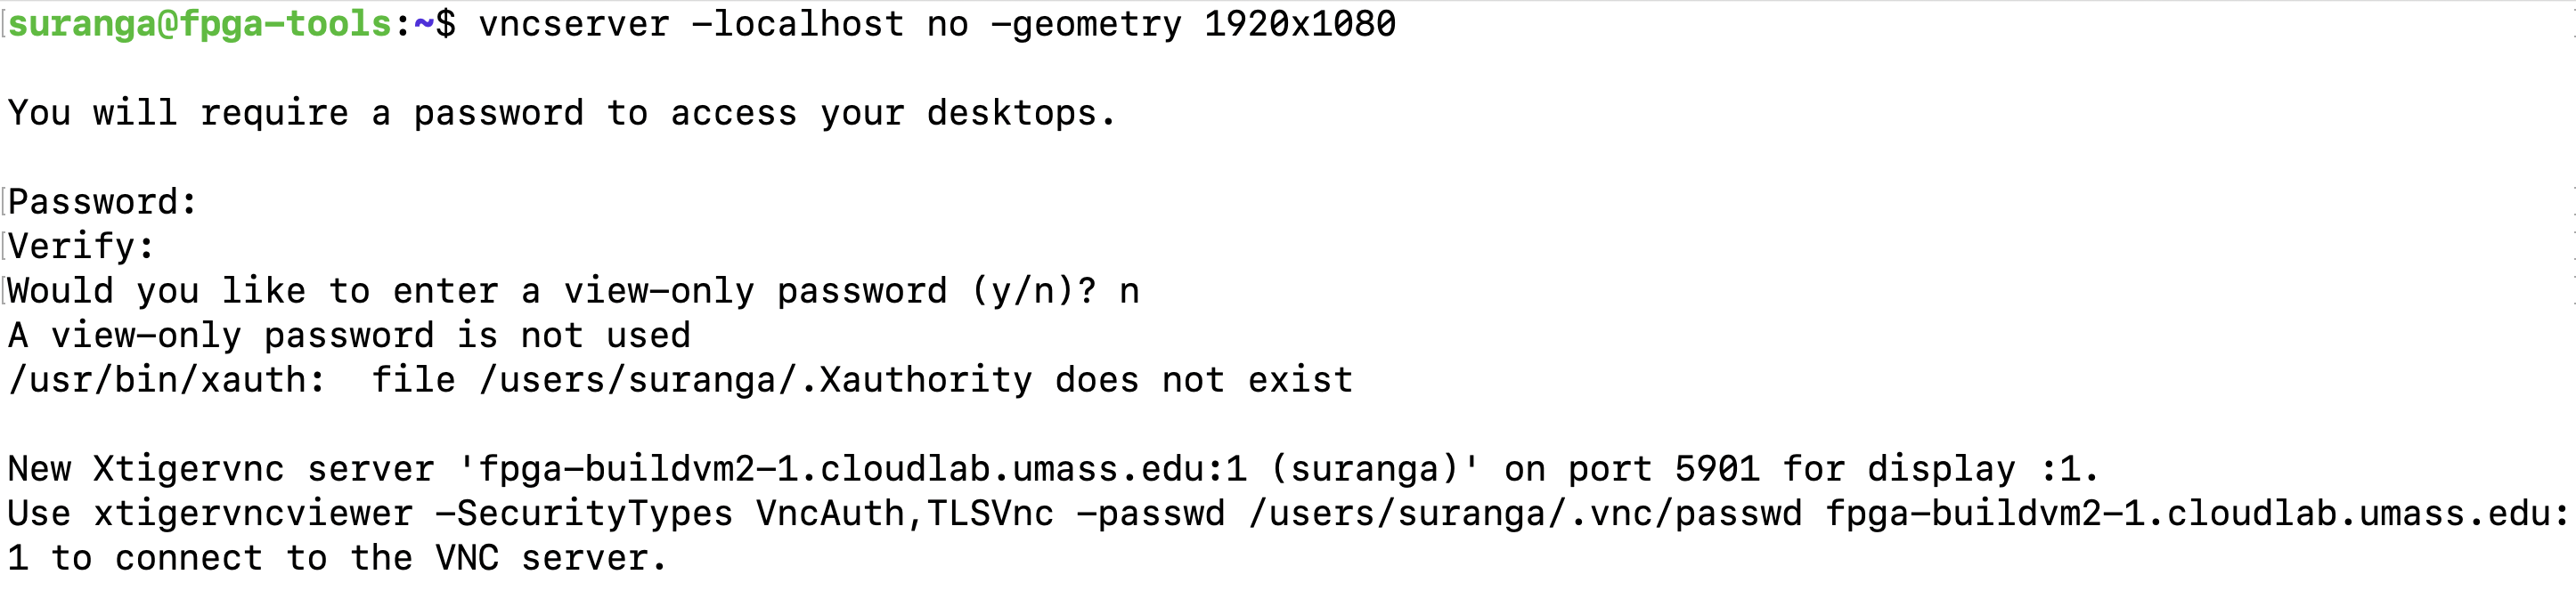 suranga@fpga-tools:~$ vncserver -localhost no -geometry 1920x1080
You will require a password to access your desktops.
Password:
Verify:
Would you like to enter a view-only password (y/n)? n
A view-only password is not used
/usr/bin/xauth:  file /users/suranga/.Xauthority does not exist
New Xtigervnc server 'fpga-buildvm2-1.cloudlab.umass.edu:1 (suranga)' on port 5901 for display :1.
Use xtigervncviewer -SecurityTypes VncAuth,TLSVnc -passwd /users/suranga/.vnc/passwd fpga-buildvm2-1.cloudlab.umass.edu:
1 to connect to the VNC server.